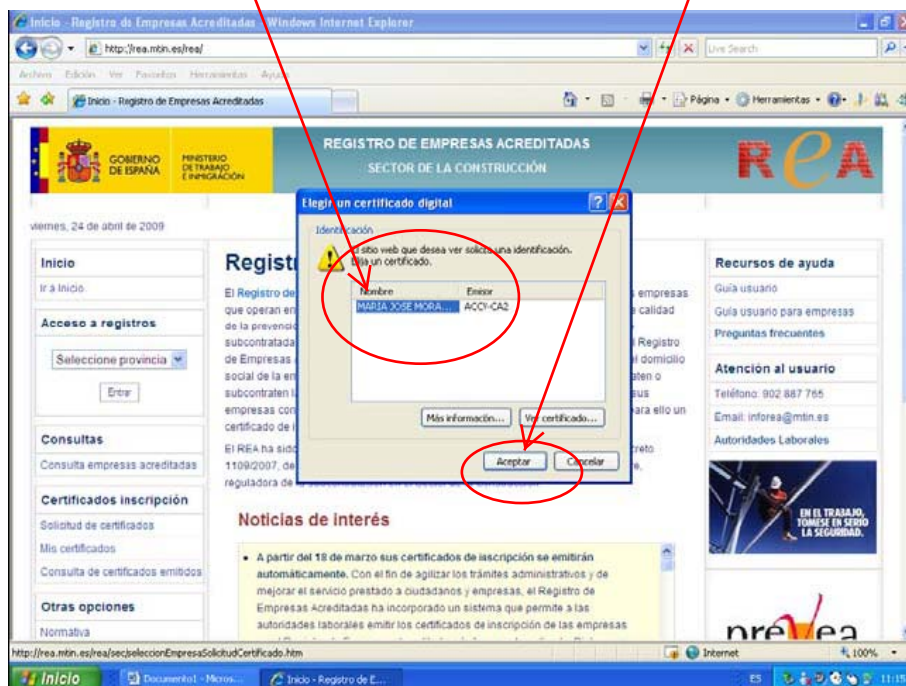 Inicio - Registro de Empresas Acreditadas - Windows Internet Explorer
http://rea.mtin.es/rea/
Live Search
Archivo Edición Ver Favoritos Herramientas Ayuda
Inicio - Registro de Empresas Acreditadas
Página Herramientas
GOBIERNO DE ESPAÑA
MINISTERIO DE TRABAJO E INMIGRACIÓN
REGISTRO DE EMPRESAS ACREDITADAS
SECTOR DE LA CONSTRUCCIÓN
ReA
viernes, 24 de abril de 2009
Inicio
Ir a Inicio
Acceso a registros
Seleccione provincia
Entrar
Consultas
Consulta empresas acreditadas
Certificados inscripción
Solicitud de certificados
Mis certificados
Consulta de certificados emitidos
Otras opciones
Normativa
Regist
El Registro de
que operan en
de la prevenció
subcontratada
de Empresas
social de la en
subcontraten l
empresas con
certificado de i
El REA ha sido
1109/2007, de
reguladora de
empresas
calidad
l Registro
l domicilio
aten o
sus
para ello un
creto
Elegir un certificado digital
Identificación
El sitio web que desea ver solicita una identificación.
Elija un certificado.
Nombre Emisor
MARIA JOSE MORA... ACCV-CA2
Más información... Ver certificado...
Aceptar Cancelar
Noticias de interés
A partir del 18 de marzo sus certificados de inscripción se emitirán
automáticamente. Con el fin de agilizar los trámites administrativos y de
mejorar el servicio prestado a ciudadanos y empresas, el Registro de
Empresas Acreditadas ha incorporado un sistema que permite a las
autoridades laborales emitir los certificados de inscripción de las empresas
Recursos de ayuda
Guía usuario
Guía usuario para empresas
Preguntas frecuentes
Atención al usuario
Teléfono: 902 887 765
Email: inforea@mtin.es
Autoridades Laborales
EN EL TRABAJO,
TOMESE EN SERIO
LA SEGURIDAD.
prevea
http://rea.mtin.es/rea/sec/seleccionEmpresaSolicitudCertificado.htm
Internet
100%
Inicio
Documento1 - Micros...
Inicio - Registro de E...
ES
11:15